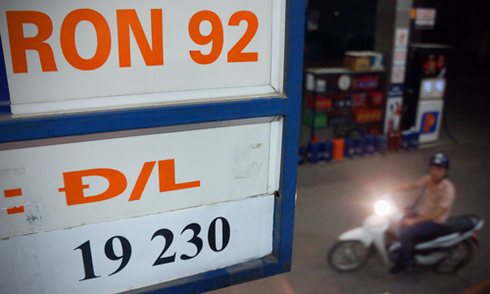 RON 92
= Đ/L
19 230